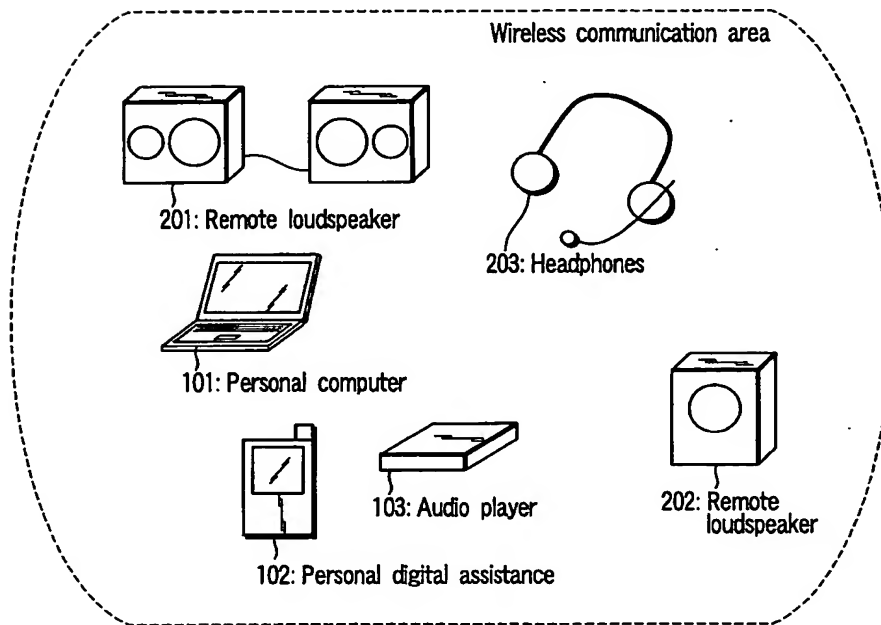 Wireless communication area
201: Remote loudspeaker
203: Headphones
101: Personal computer
103: Audio player
202: Remote
loudspeaker
102: Personal digital assistance